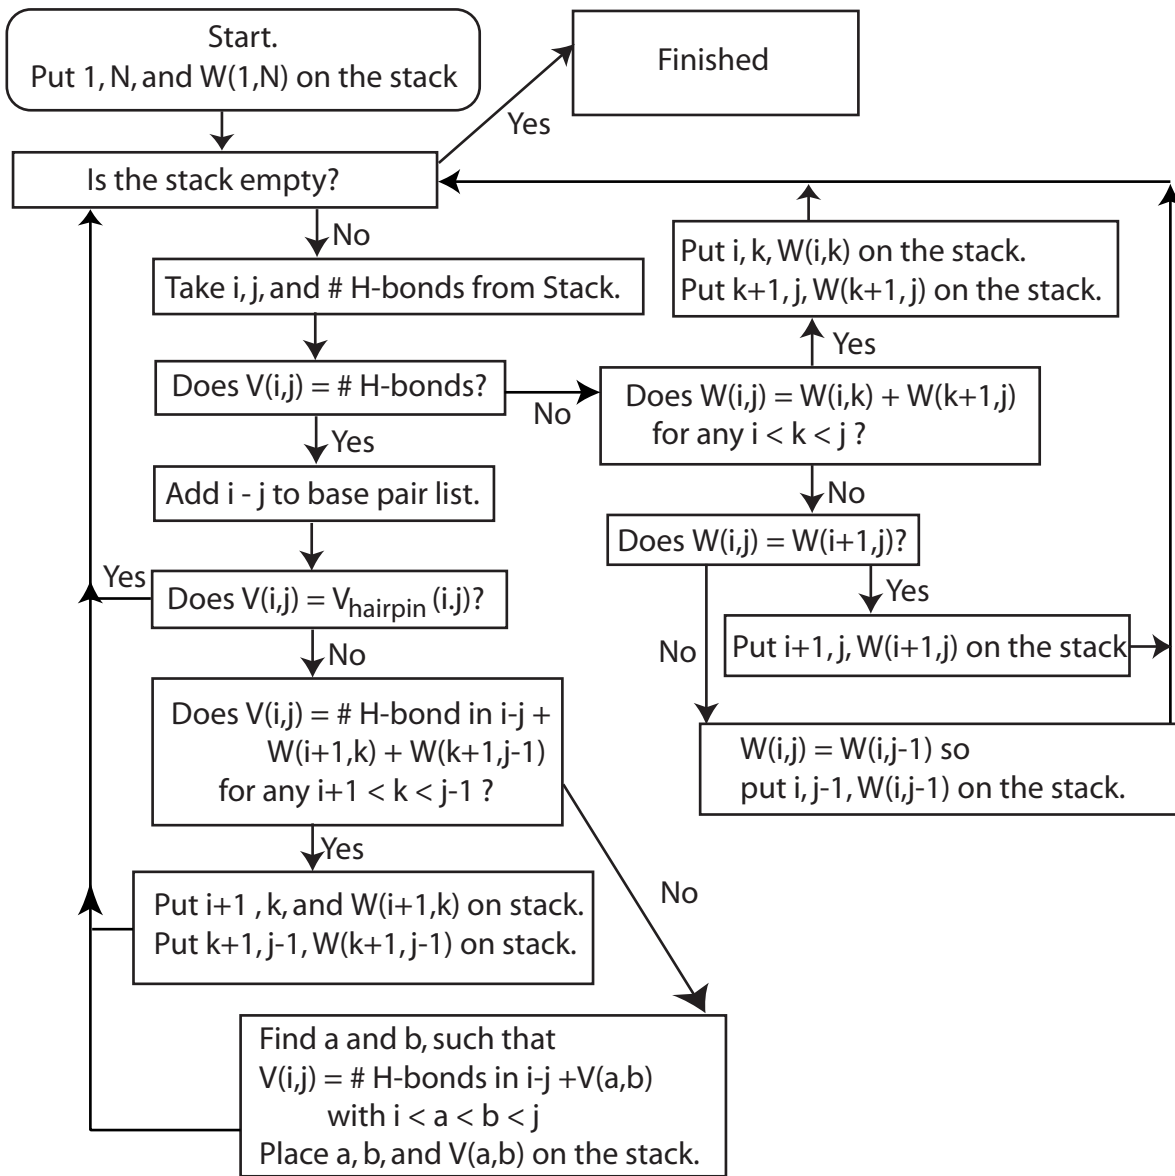 Start.
Put 1, N, and W(1,N) on the stack
Finished
Yes
Is the stack empty?
No
Take i, j, and # H-bonds from Stack.
Does V(i,j) = # H-bonds?
No
Yes
Add i - j to base pair list.
Yes
Does V(i,j) = Vhairpin (i.j)?
No
Does V(i,j) = # H-bond in i-j +
W(i+1,k) + W(k+1,j-1)
for any i+1 < k < j-1 ?
Yes
No
Put i+1 , k, and W(i+1,k) on stack.
Put k+1, j-1, W(k+1, j-1) on stack.
Find a and b, such that
V(i,j) = # H-bonds in i-j +V(a,b)
with i < a < b < j
Place a, b, and V(a,b) on the stack.
Put i, k, W(i,k) on the stack.
Put k+1, j, W(k+1, j) on the stack.
Yes
Does W(i,j) = W(i,k) + W(k+1,j)
for any i < k < j ?
No
Does W(i,j) = W(i+1,j)?
Yes
No
Put i+1, j, W(i+1,j) on the stack
W(i,j) = W(i,j-1) so
put i, j-1, W(i,j-1) on the stack.